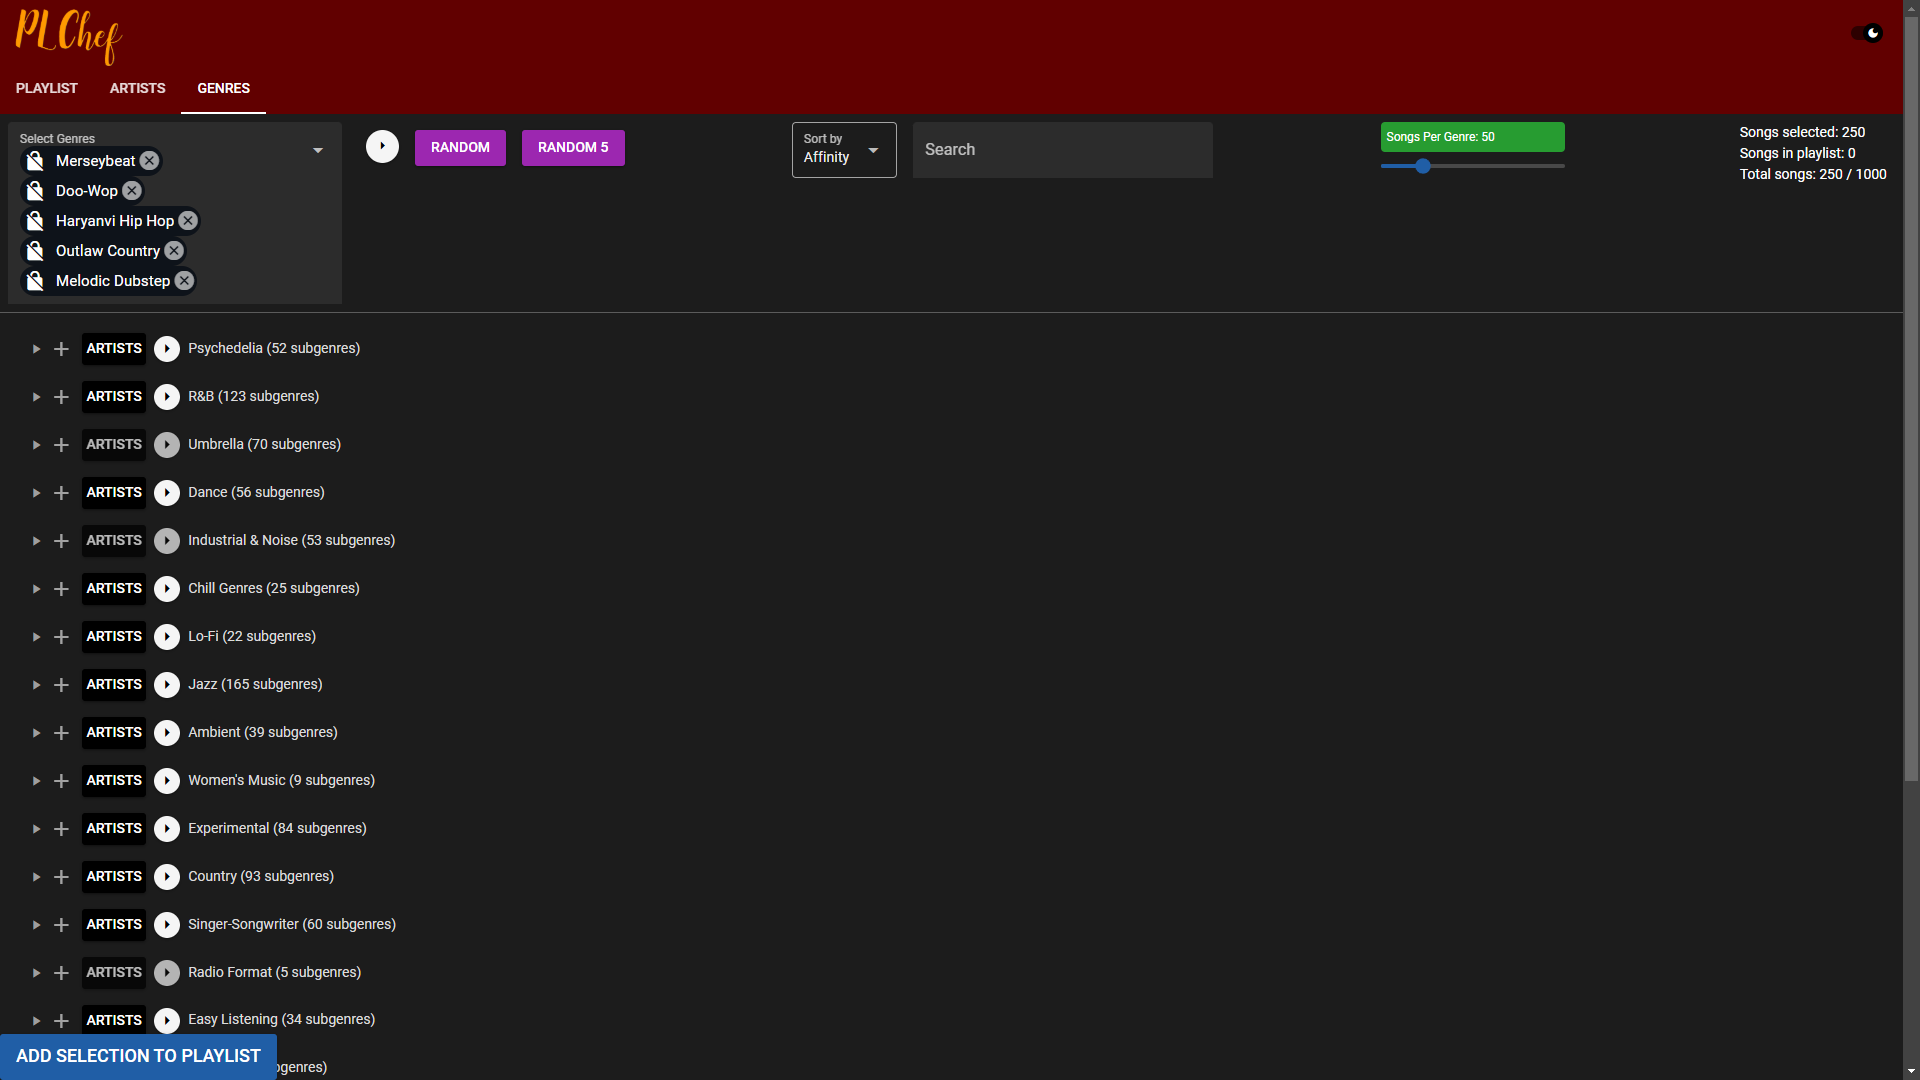 PLChef
PLAYLIST
ARTISTS
GENRES
Select Genres
Merseybeat
Doo-Wop
Haryanvi Hip Hop
Outlaw Country
Melodic Dubstep
RANDOM
RANDOM 5
Sort by
Affinity
Search
Songs Per Genre: 50
Songs selected: 250
Songs in playlist: 0
Total songs: 250 / 1000
ARTISTS Psychedelia (52 subgenres)
ARTISTS R&B (123 subgenres)
ARTISTS Umbrella (70 subgenres)
ARTISTS Dance (56 subgenres)
ARTISTS Industrial & Noise (53 subgenres)
ARTISTS Chill Genres (25 subgenres)
ARTISTS Lo-Fi (22 subgenres)
ARTISTS Jazz (165 subgenres)
ARTISTS Ambient (39 subgenres)
ARTISTS Women's Music (9 subgenres)
ARTISTS Experimental (84 subgenres)
ARTISTS Country (93 subgenres)
ARTISTS Singer-Songwriter (60 subgenres)
ARTISTS Radio Format (5 subgenres)
ARTISTS Easy Listening (34 subgenres)
ADD SELECTION TO PLAYLIST